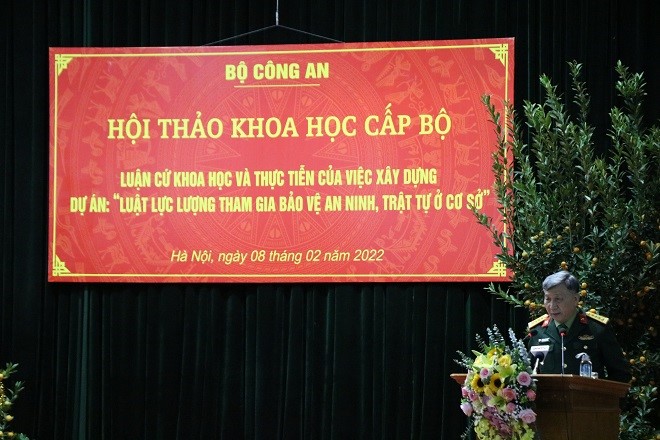 BỘ CÔNG AN
HỘI THẢO KHOA HỌC CẤP BỘ
LUẬN CỨ KHOA HỌC VÀ THỰC TIỄN CỦA VIỆC XÂY DỰNG
DỰ ÁN: "LUẬT LỰC LƯỢNG THAM GIA BẢO VỆ AN NINH, TRẬT TỰ Ở CƠ SỞ"
Hà Nội, ngày 08 tháng 02 năm 2022